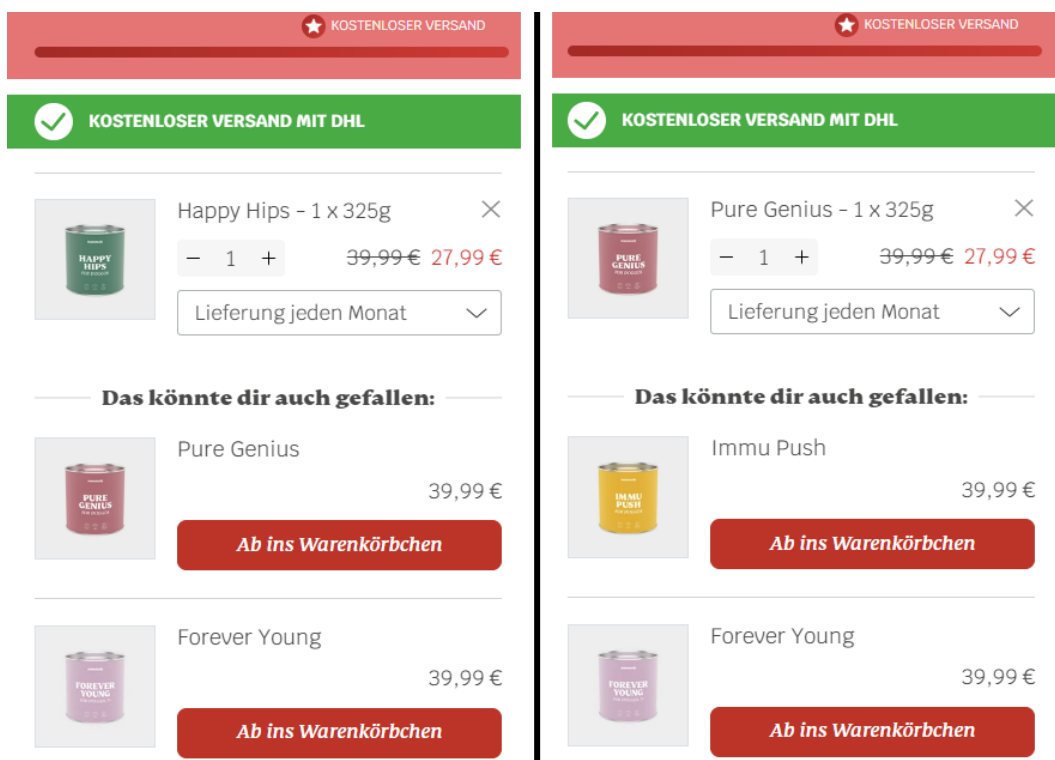 KOSTENLOSER VERSAND
KOSTENLOSER VERSAND MIT DHL
Happy Hips – 1 x 325g
HAPPY
HIPS
− 1 +
39,99 € 27,99 €
Lieferung jeden Monat
Das könnte dir auch gefallen:
Pure Genius
PURE
GENIUS
39,99 €
Ab ins Warenkörbchen
Forever Young
FOREVER
YOUNG
39,99 €
Ab ins Warenkörbchen
KOSTENLOSER VERSAND
KOSTENLOSER VERSAND MIT DHL
Pure Genius – 1 x 325g
PURE
GENIUS
− 1 +
39,99 € 27,99 €
Lieferung jeden Monat
Das könnte dir auch gefallen:
Immu Push
IMMU
PUSH
39,99 €
Ab ins Warenkörbchen
Forever Young
FOREVER
YOUNG
39,99 €
Ab ins Warenkörbchen